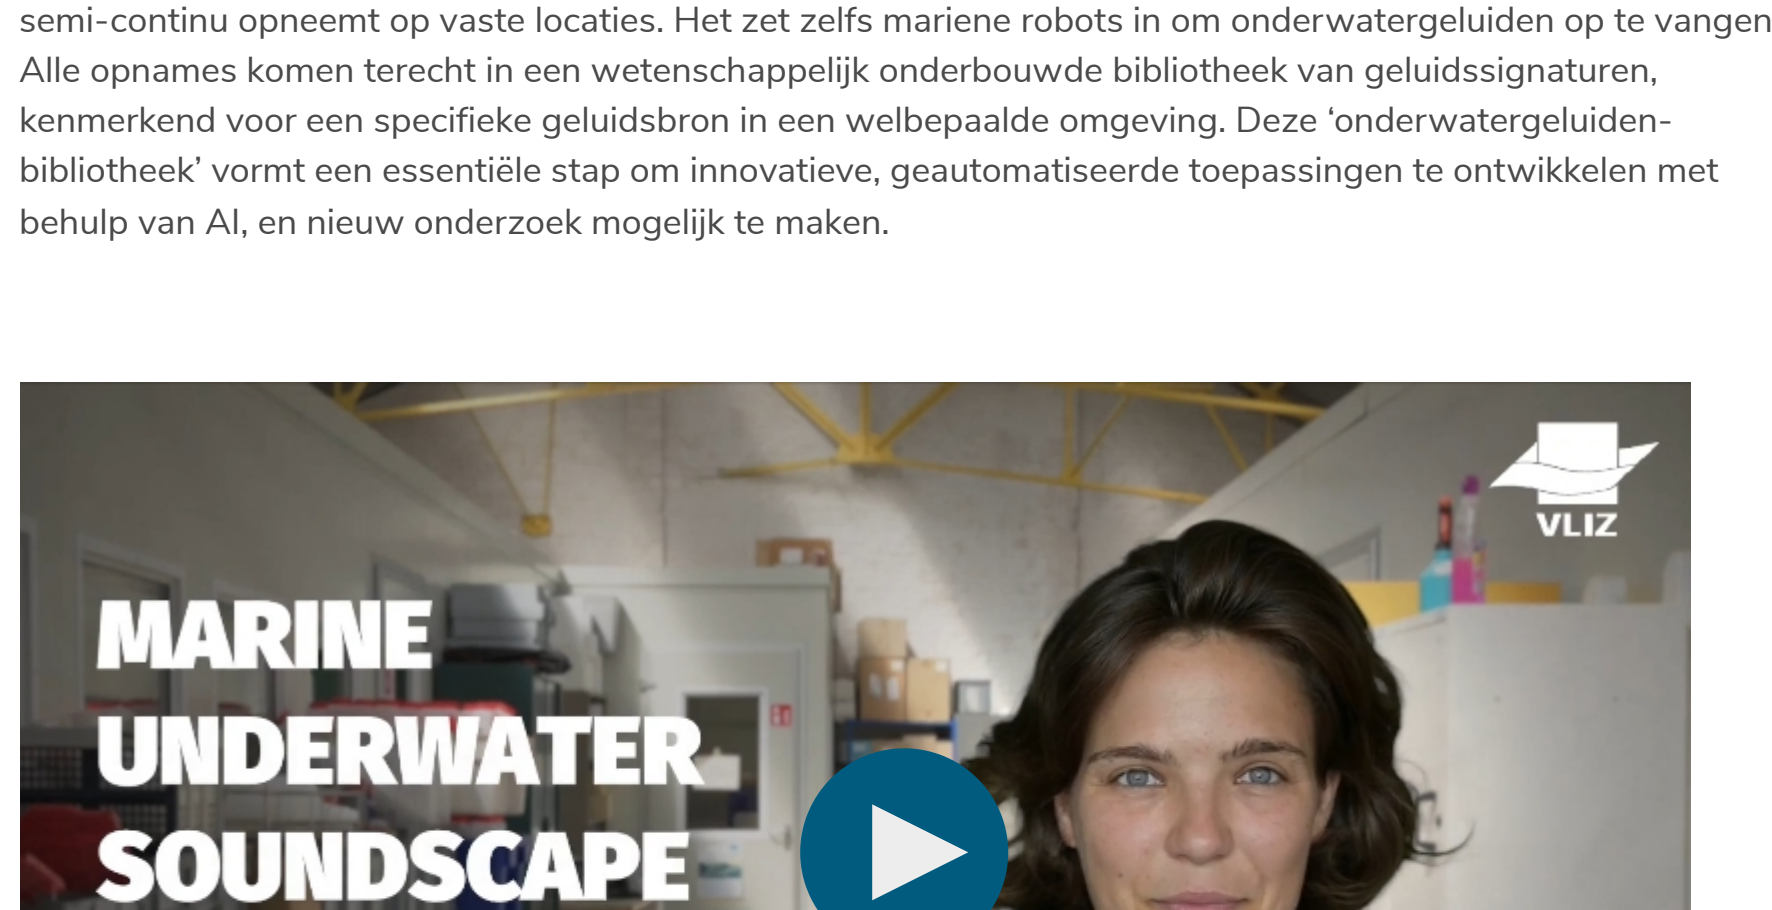 semi-continu opneemt op vaste locaties. Het zet zelfs mariene robots in om onderwatergeluiden op te vangen
Alle opnames komen terecht in een wetenschappelijk onderbouwde bibliotheek van geluidssignaturen,
kenmerkend voor een specifieke geluidsbron in een welbepaalde omgeving. Deze ‘onderwatergeluiden-
bibliotheek’ vormt een essentiële stap om innovatieve, geautomatiseerde toepassingen te ontwikkelen met
behulp van AI, en nieuw onderzoek mogelijk te maken.
VLIZ
MARINE
UNDERWATER
SOUNDSCAPE